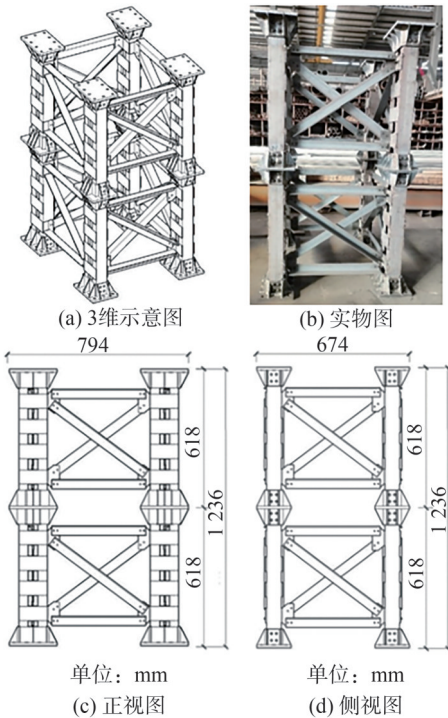 (a) 3维示意图
(b) 实物图
794
674
618
618
1 236
618
618
1 236
单位：mm
单位：mm
(c) 正视图
(d) 侧视图